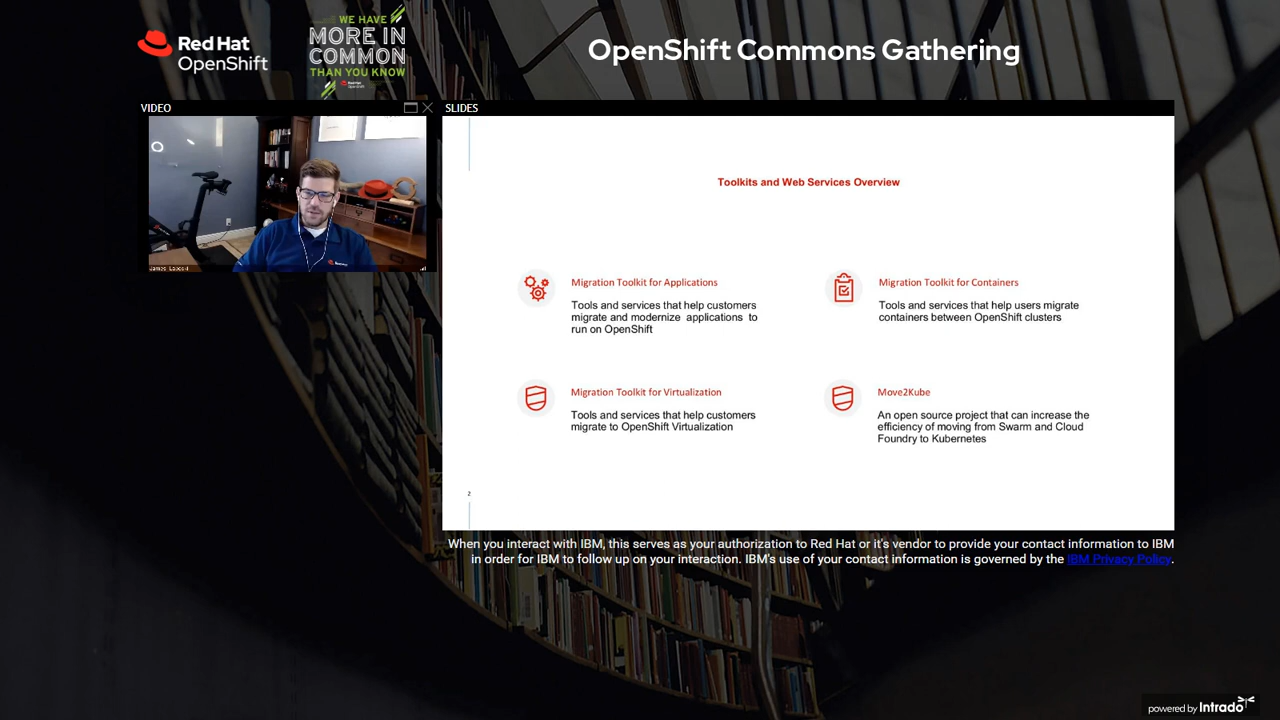 Red Hat
OpenShift
WE HAVE
MORE IN
COMMON
THAN YOU KNOW
OpenShift Commons Gathering
VIDEO
SLIDES
Toolkits and Web Services Overview
Migration Toolkit for Applications
Tools and services that help customers
migrate and modernize applications to
run on OpenShift
Migration Toolkit for Containers
Tools and services that help users migrate
containers between OpenShift clusters
Migration Toolkit for Virtualization
Tools and services that help customers
migrate to OpenShift Virtualization
Move2Kube
An open source project that can increase the
efficiency of moving from Swarm and Cloud
Foundry to Kubernetes
2
When you interact with IBM, this serves as your authorization to Red Hat or it's vendor to provide your contact information to IBM
in order for IBM to follow up on your interaction. IBM's use of your contact information is governed by the IBM Privacy Policy.
powered by Intrado